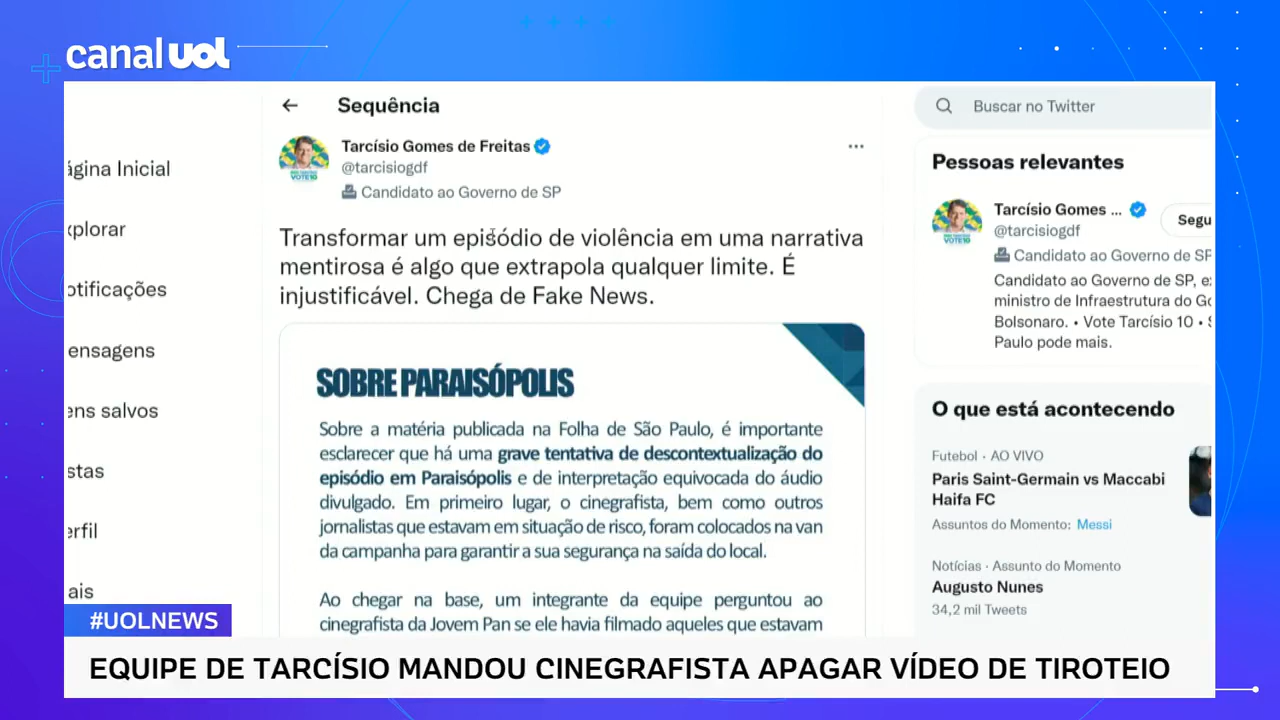 canal uol
Sequência
Tarcísio Gomes de Freitas
@tarcisiogdf
Candidato ao Governo de SP
Transformar um episódio de violência em uma narrativa
mentirosa é algo que extrapola qualquer limite. É
injustificável. Chega de Fake News.
SOBRE PARAISÓPOLIS
Sobre a matéria publicada na Folha de São Paulo, é importante
esclarecer que há uma grave tentativa de descontextualização do
episódio em Paraisópolis e de interpretação equivocada do áudio
divulgado. Em primeiro lugar, o cinegrafista, bem como outros
jornalistas que estavam em situação de risco, foram colocados na van
da campanha para garantir a sua segurança na saída do local.
Ao chegar na base, um integrante da equipe perguntou ao
cinegrafista da Jovem Pan se ele havia filmado aqueles que estavam
ágina Inicial
xplorar
otificações
ensagens
ens salvos
stas
erfil
ais
Buscar no Twitter
Pessoas relevantes
Tarcísio Gomes ...
Segu
@tarcisiogdf
Candidato ao Governo de SP
Candidato ao Governo de SP, ex
ministro de Infraestrutura do Go
Bolsonaro. • Vote Tarcísio 10 • S
Paulo pode mais.
O que está acontecendo
Futebol · AO VIVO
Paris Saint-Germain vs Maccabi
Haifa FC
Assuntos do Momento: Messi
Notícias · Assunto do Momento
Augusto Nunes
34,2 mil Tweets
#UOLNEWS
EQUIPE DE TARCÍSIO MANDOU CINEGRAFISTA APAGAR VÍDEO DE TIROTEIO